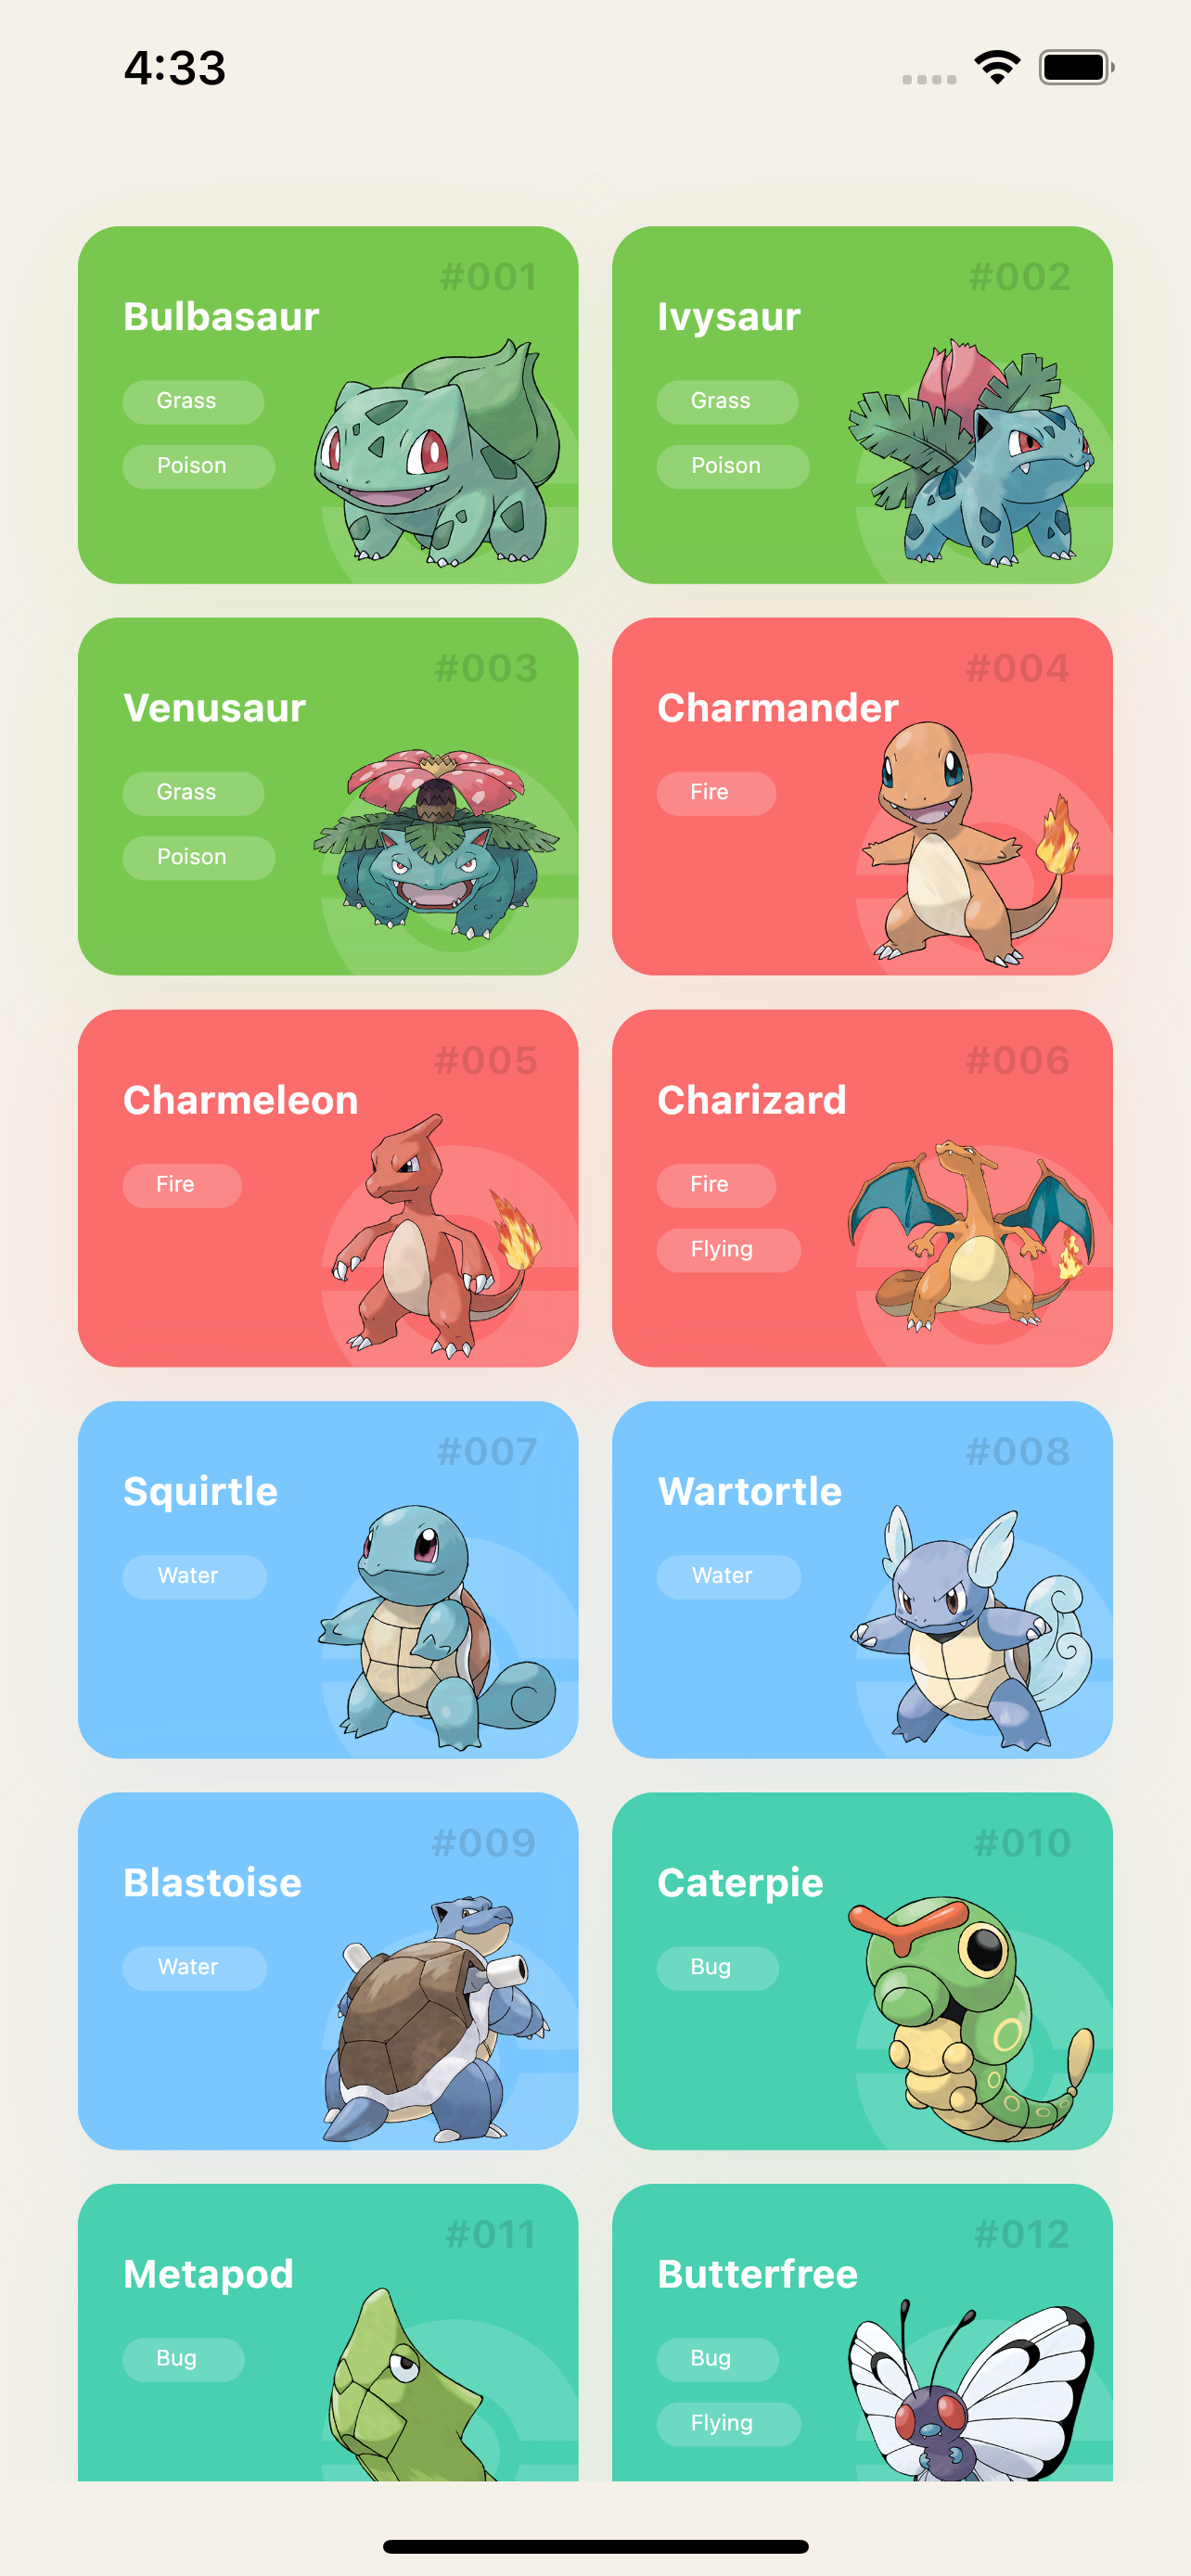 4:33
#001
Bulbasaur
Grass
Poison
#002
Ivysaur
Grass
Poison
#003
Venusaur
Grass
Poison
#004
Charmander
Fire
#005
Charmeleon
Fire
#006
Charizard
Fire
Flying
#007
Squirtle
Water
#008
Wartortle
Water
#009
Blastoise
Water
#010
Caterpie
Bug
#011
Metapod
Bug
#012
Butterfree
Bug
Flying